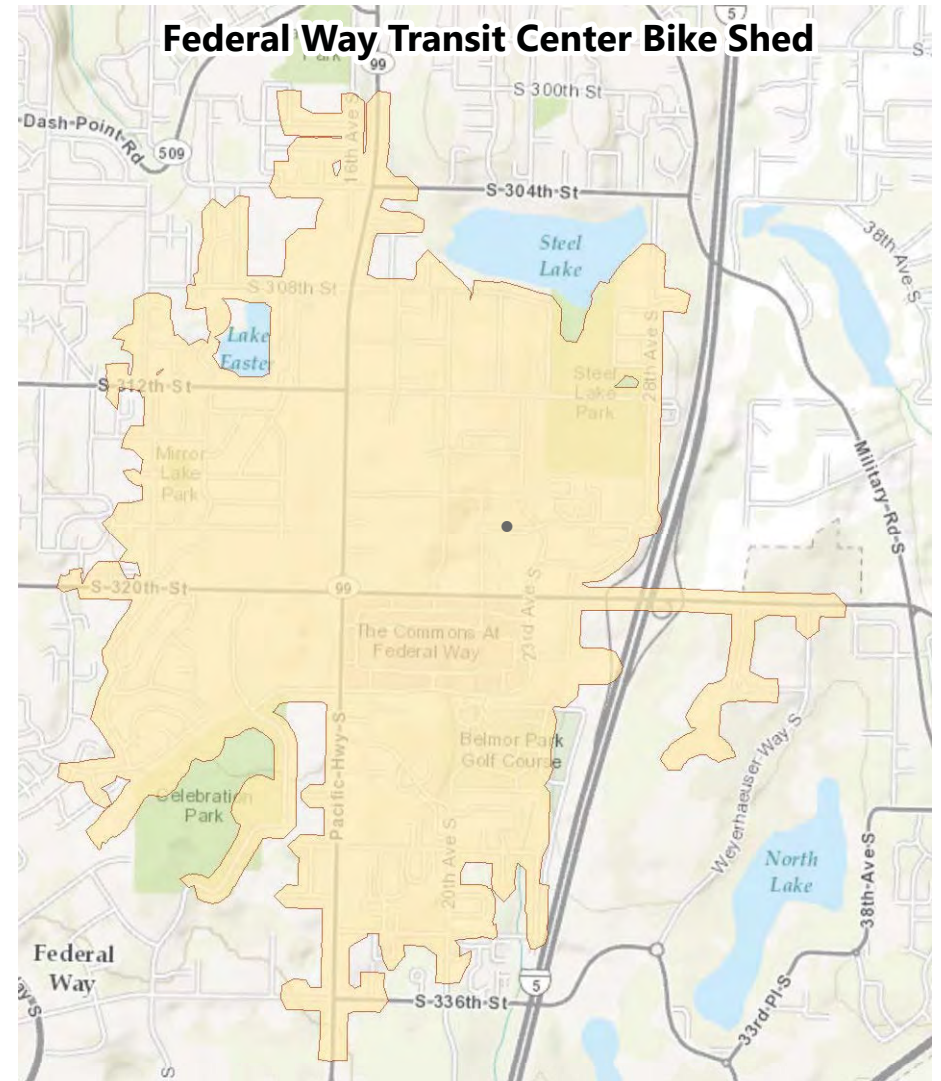 Federal Way Transit Center Bike Shed
5
Park
99
S 300th St
Dash-Point-Rd
509
16th Ave S
S-304th-St
38th Ave S
Steel
Lake
S 308th St
28th Ave S
Lake
Easter
S-312th-St
Steel
Lake
Park
Mirror
Lake
Park
Military-Rd-S
S-320th-St
99
23rd Ave S
The Commons At
Federal Way
Pacific-Hwy-S
Belmor Park
Golf Course
Weyerhaeuser-Way S
Celebration
Park
20th Ave S
North
Lake
38th-Ave-S
Federal
Way
5
S-336th-St
33rd-Pl-S
S